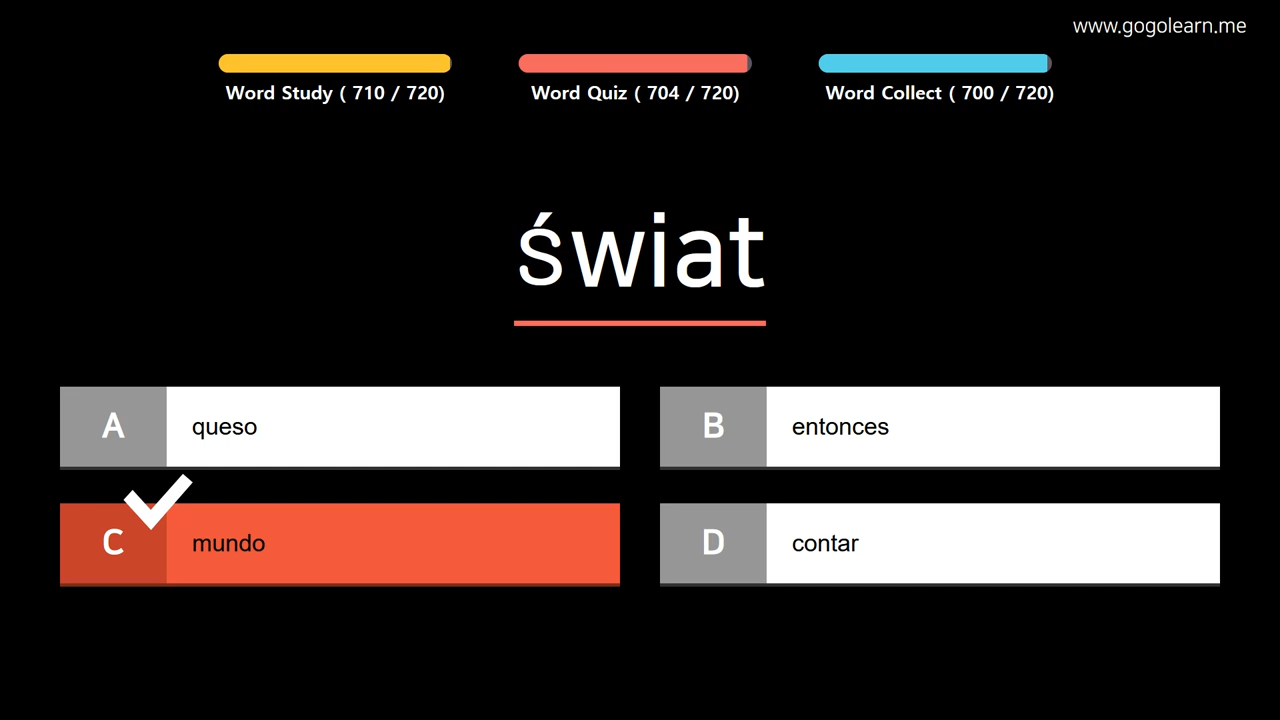 www.gogolearn.me
Word Study ( 710 / 720)
Word Quiz ( 704 / 720)
Word Collect ( 700 / 720)
świat
A queso
B entonces
C mundo
D contar